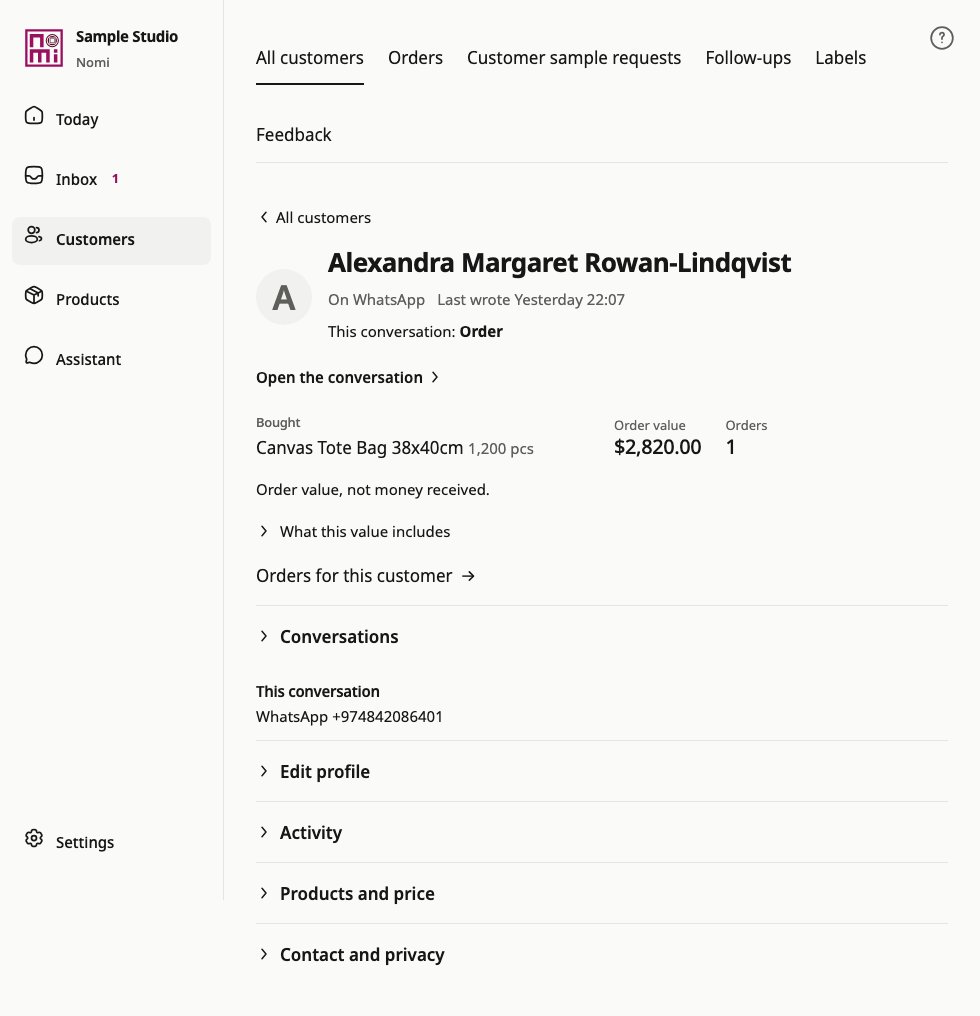 nomi
Sample Studio
Nomi
Today
Inbox 1
Customers
Products
Assistant
Settings
?
All customers Orders Customer sample requests Follow-ups Labels
Feedback
All customers
A
Alexandra Margaret Rowan-Lindqvist
On WhatsApp Last wrote Yesterday 22:07
This conversation: Order
Open the conversation
Bought
Canvas Tote Bag 38x40cm 1,200 pcs
Order value
$2,820.00
Orders
1
Order value, not money received.
What this value includes
Orders for this customer →
Conversations
This conversation
WhatsApp +974842086401
Edit profile
Activity
Products and price
Contact and privacy